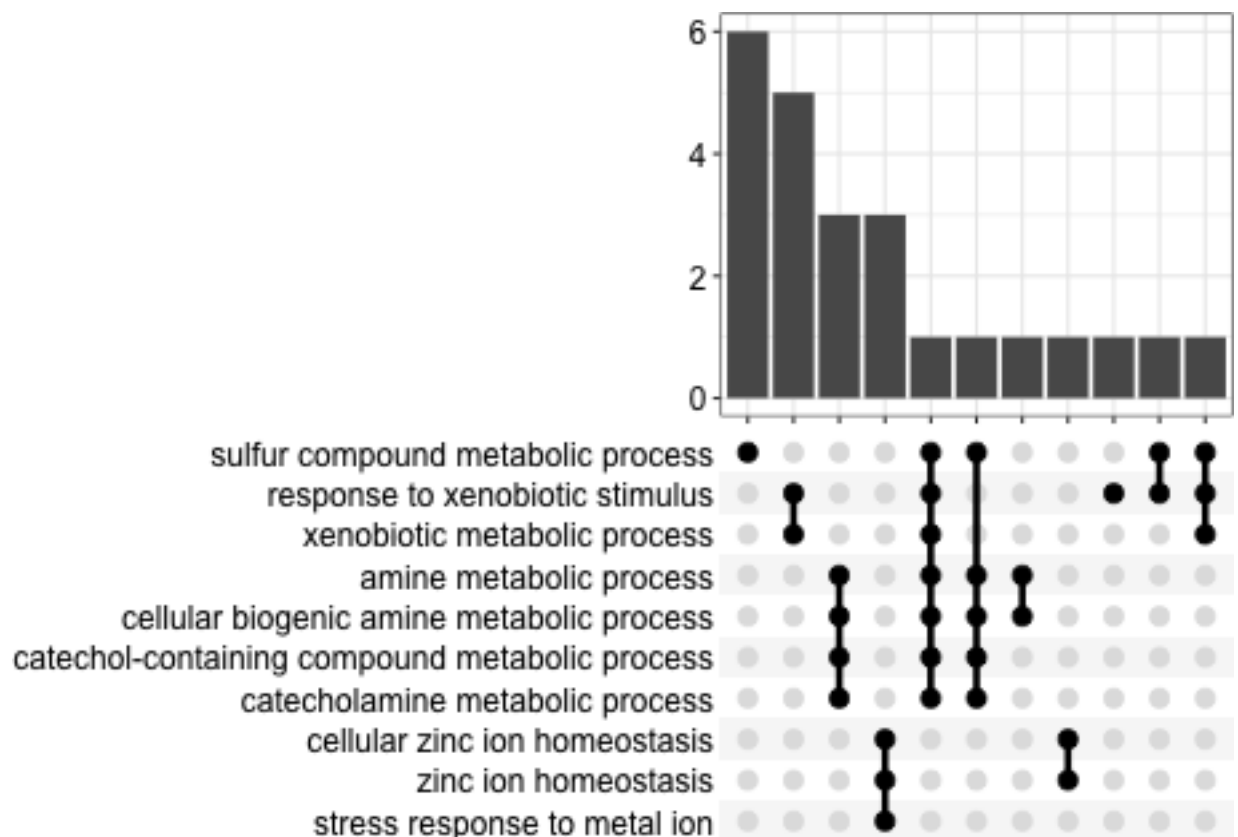 6
4
2
0
sulfur compound metabolic process
response to xenobiotic stimulus
xenobiotic metabolic process
amine metabolic process
cellular biogenic amine metabolic process
catechol-containing compound metabolic process
catecholamine metabolic process
cellular zinc ion homeostasis
zinc ion homeostasis
stress response to metal ion